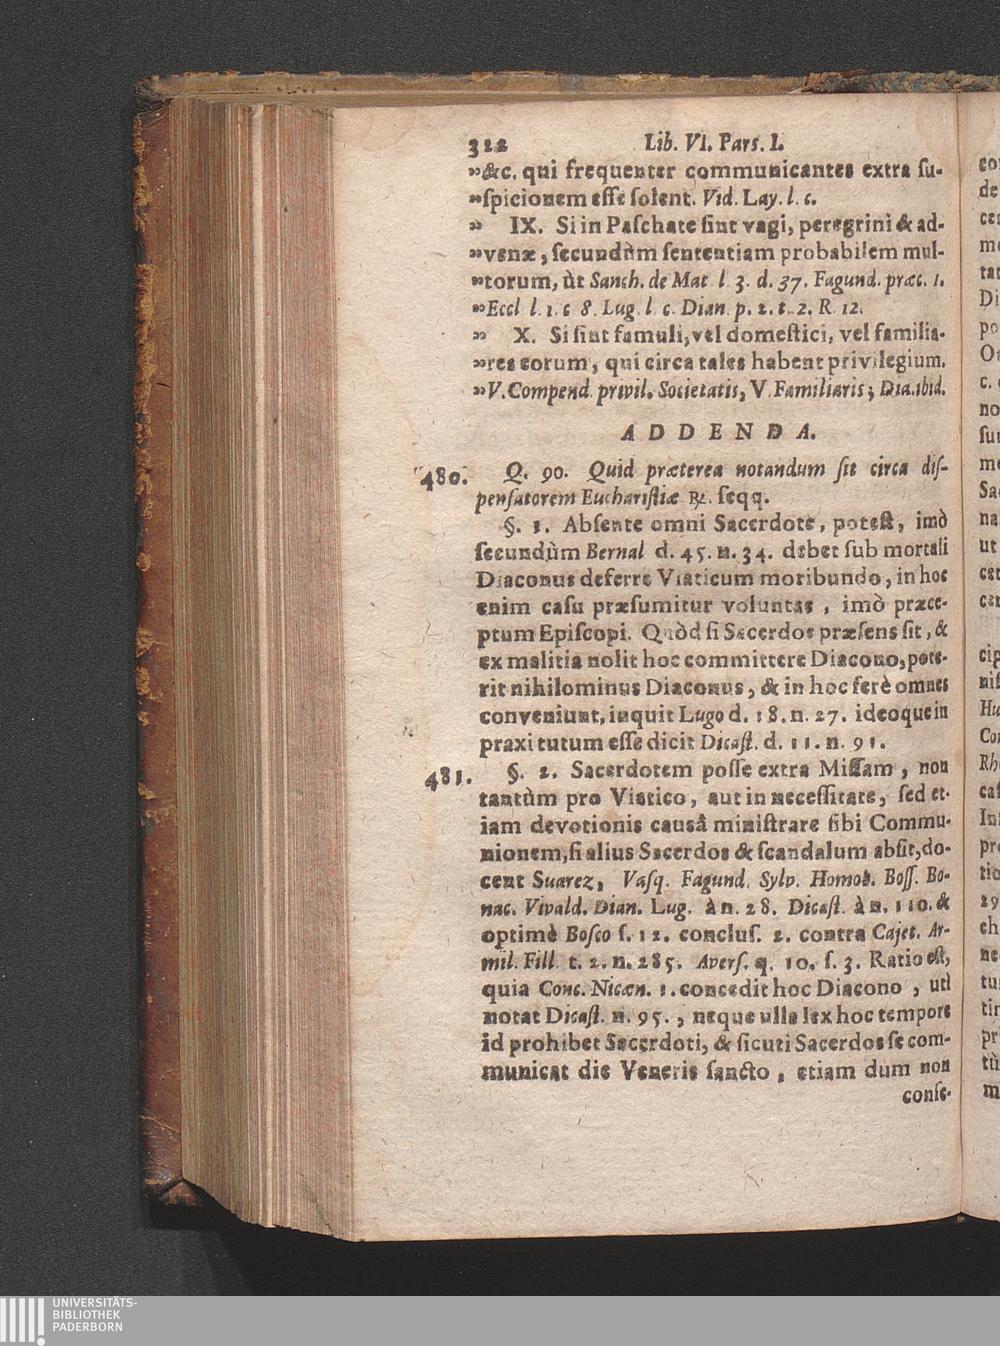 322 Lib. VI. Pars. I.
„&c. qui frequenter communicantes extra su-
„spicionem esse solent. Vid. Lay. l. c.
„ IX. Si in Paschate sint vagi, peregrini & ad-
„venæ, secundùm sententiam probabilem mul-
„torum, ùt Sanch. de Mat. l. 3. d. 37. Fagund. præc. 1.
„Eccl. l. 1. c 8. Lug. l. c. Dian. p. 2. t. 2. R. 12.
„ X. Si sint famuli, vel domestici, vel familia-
„res eorum, qui circa tales habent privilegium.
„V. Compend. privil. Societatis, V. Familiaris; Dia. ibid.
ADDENDA.
480. Q. 90. Quid præterea notandum sit circa dis-
pensatorem Eucharistiæ ℞. seqq.
§. 1. Absente omni Sacerdote, potest, imò
secundùm Bernal d. 45. n. 34. debet sub mortali
Diaconus deferre Viaticum moribundo, in hoc
enim casu præsumitur voluntas, imò præce-
ptum Episcopi. Quòd si Sacerdos præsens sit, &
ex malitia nolit hoc committere Diacono, pote-
rit nihilominus Diaconus, & in hoc ferè omnes
conveniunt, inquit Lugo d. 18. n. 27. ideoque in
praxi tutum esse dicit Dicast. d. 11. n. 91.
481. §. 2. Sacerdotem posse extra Missam, non
tantùm pro Viatico, aut in necessitate, sed et-
iam devotionis causâ ministrare sibi Commu-
nionem, si alius Sacerdos & scandalum absit, do-
cent Suarez, Vasq. Fagund. Sylv. Homob. Boss. Bo-
nac. Vivald. Dian. Lug. à n. 28. Dicast. à n. 110. &
optimè Bosco s. 12. conclus. 2. contra Cajet. Ar-
mil. Fill. t. 2. n. 285. Avers. q. 10. s. 3. Ratio est,
quia Conc. Nicæn. 1. concedit hoc Diacono, utì
notat Dicast. n. 95., neque ulla lex hoc tempore
id prohibet Sacerdoti, & sicuti Sacerdos se com-
municat die Veneris sancto, etiam dum non
conse-
UNIVERSITÄTS-
BIBLIOTHEK
PADERBORN